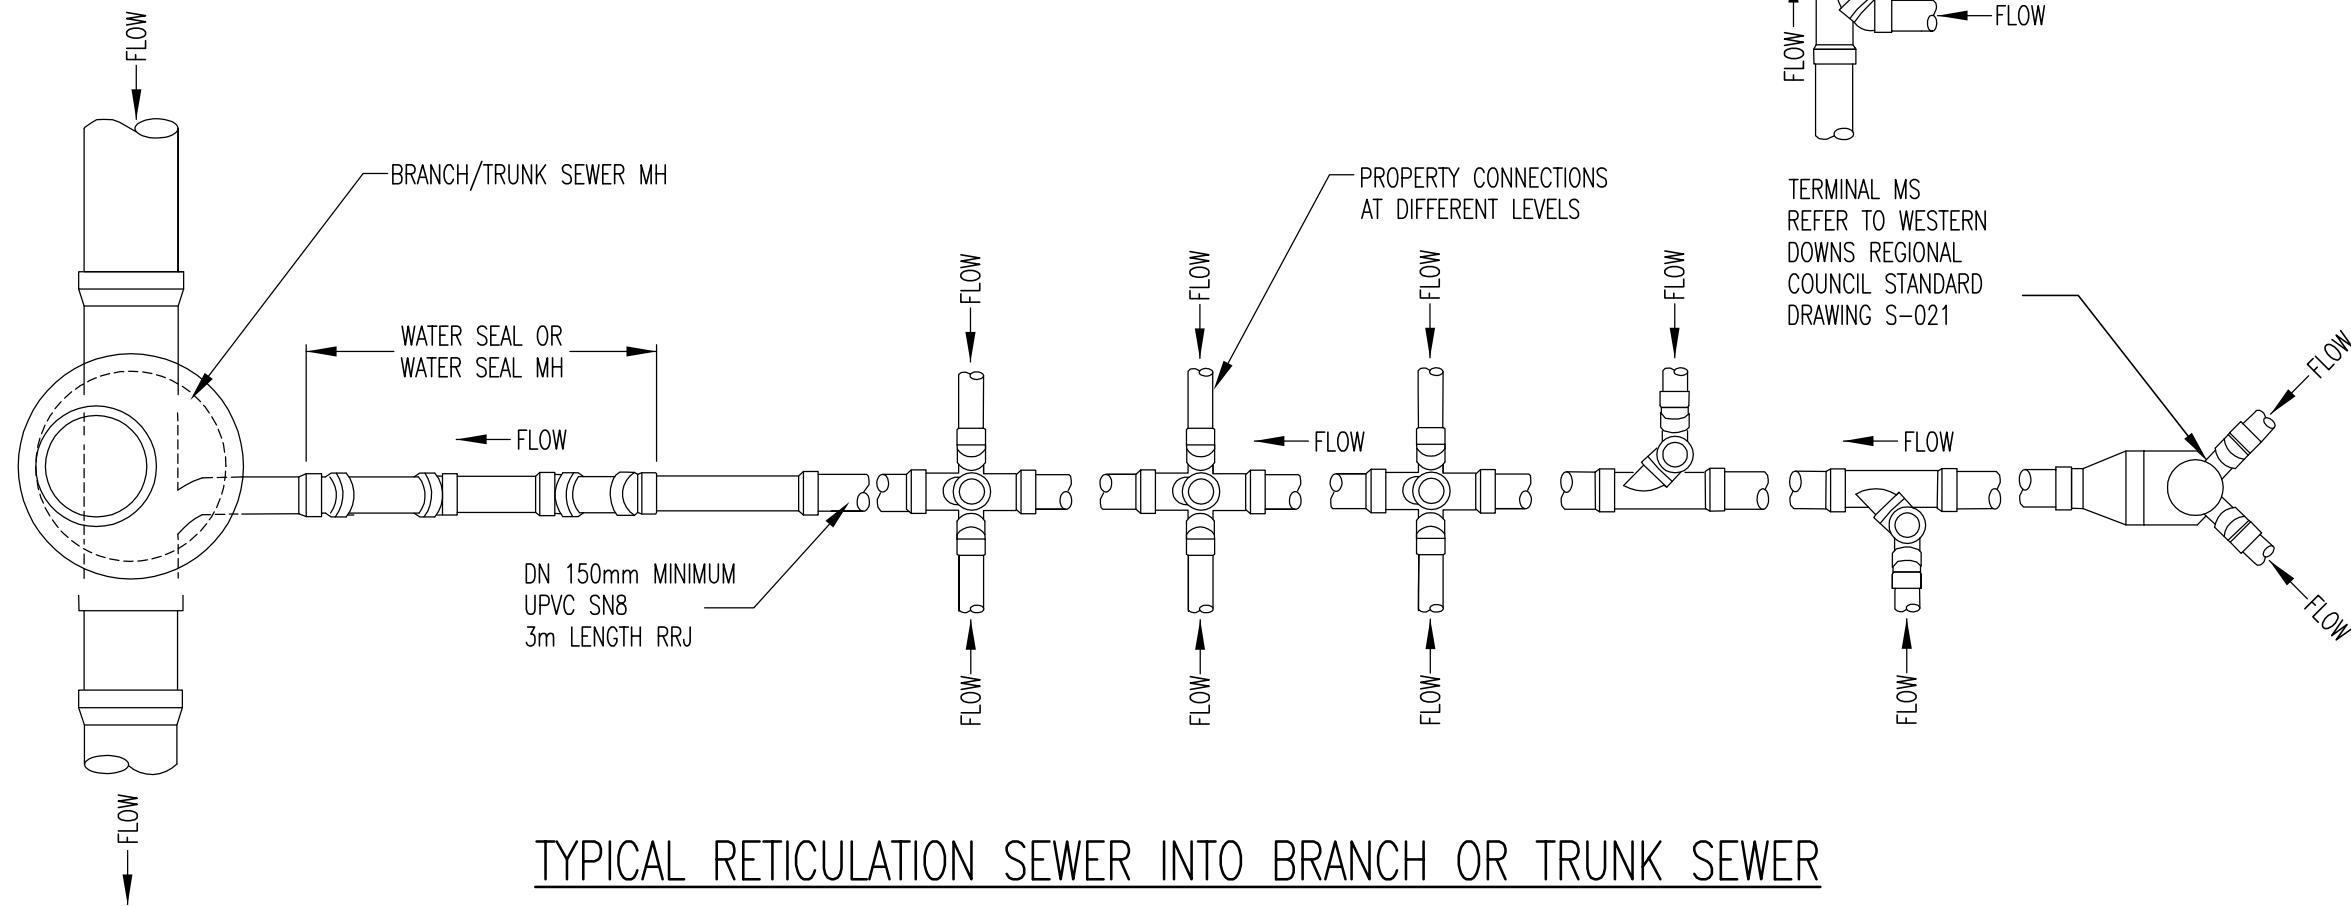 FLOW
FLOW
FLOW
BRANCH/TRUNK SEWER MH
PROPERTY CONNECTIONS
AT DIFFERENT LEVELS
TERMINAL MS
REFER TO WESTERN
DOWNS REGIONAL
COUNCIL STANDARD
DRAWING S-021
FLOW
FLOW
FLOW
FLOW
WATER SEAL OR
WATER SEAL MH
FLOW
FLOW
FLOW
FLOW
DN 150mm MINIMUM
UPVC SN8
3m LENGTH RRJ
FLOW
FLOW
FLOW
FLOW
FLOW
FLOW
TYPICAL RETICULATION SEWER INTO BRANCH OR TRUNK SEWER